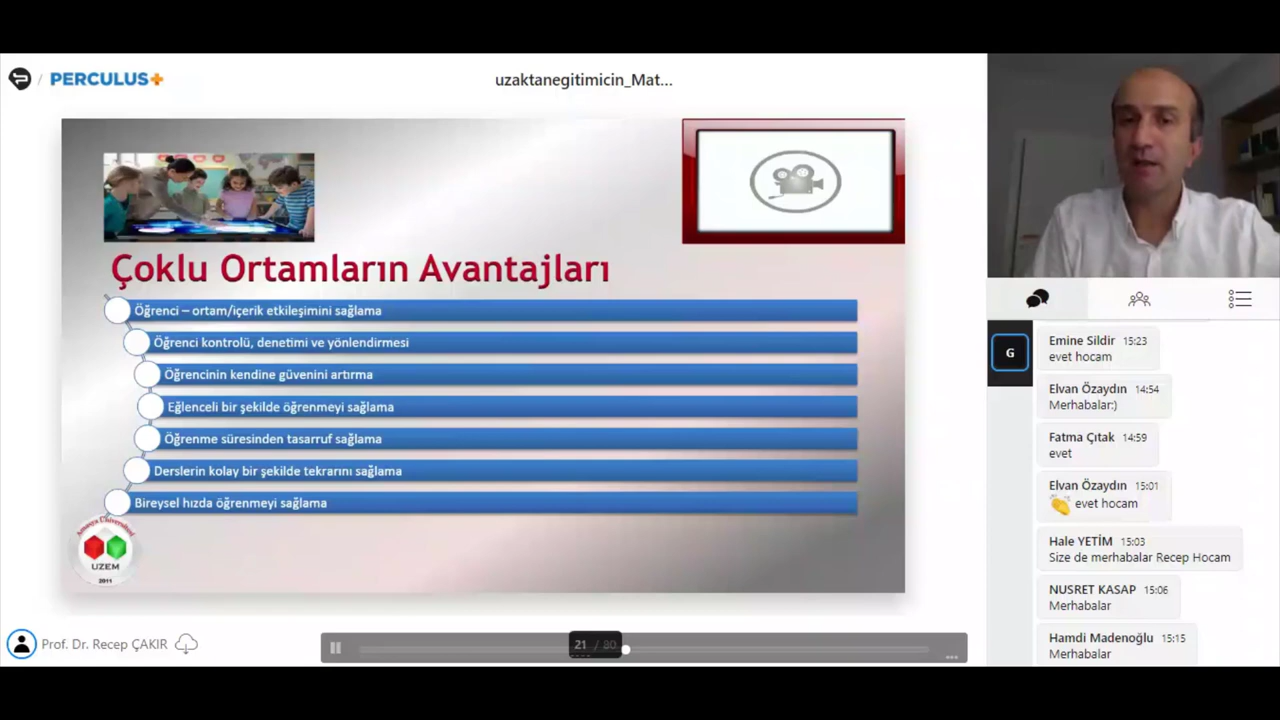 / PERCULUS+
uzaktanegitimicin_Mat...
Çoklu Ortamların Avantajları
Öğrenci – ortam/içerik etkileşimini sağlama
Öğrenci kontrolü, denetimi ve yönlendirmesi
Öğrencinin kendine güvenini artırma
Eğlenceli bir şekilde öğrenmeyi sağlama
Öğrenme süresinden tasarruf sağlama
Derslerin kolay bir şekilde tekrarını sağlama
Bireysel hızda öğrenmeyi sağlama
Amasya Üniversitesi
UZEM
2011
Prof. Dr. Recep ÇAKIR
21 / 80
...
G
Emine Sildir 15:23
evet hocam
Elvan Özaydın 14:54
Merhabalar:)
Fatma Çıtak 14:59
evet
Elvan Özaydın 15:01
👏 evet hocam
Hale YETİM 15:03
Size de merhabalar Recep Hocam
NUSRET KASAP 15:06
Merhabalar
Hamdi Madenoğlu 15:15
Merhabalar